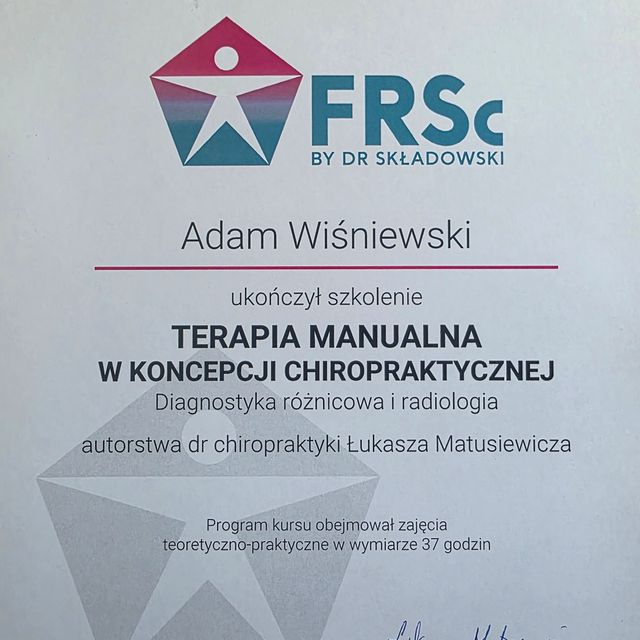 FRSc
BY DR SKŁADOWSKI
Adam Wiśniewski
ukończył szkolenie
TERAPIA MANUALNA
W KONCEPCJI CHIROPRAKTYCZNEJ
Diagnostyka różnicowa i radiologia
autorstwa dr chiropraktyki Łukasza Matusiewicza
Program kursu obejmował zajęcia
teoretyczno-praktyczne w wymiarze 37 godzin